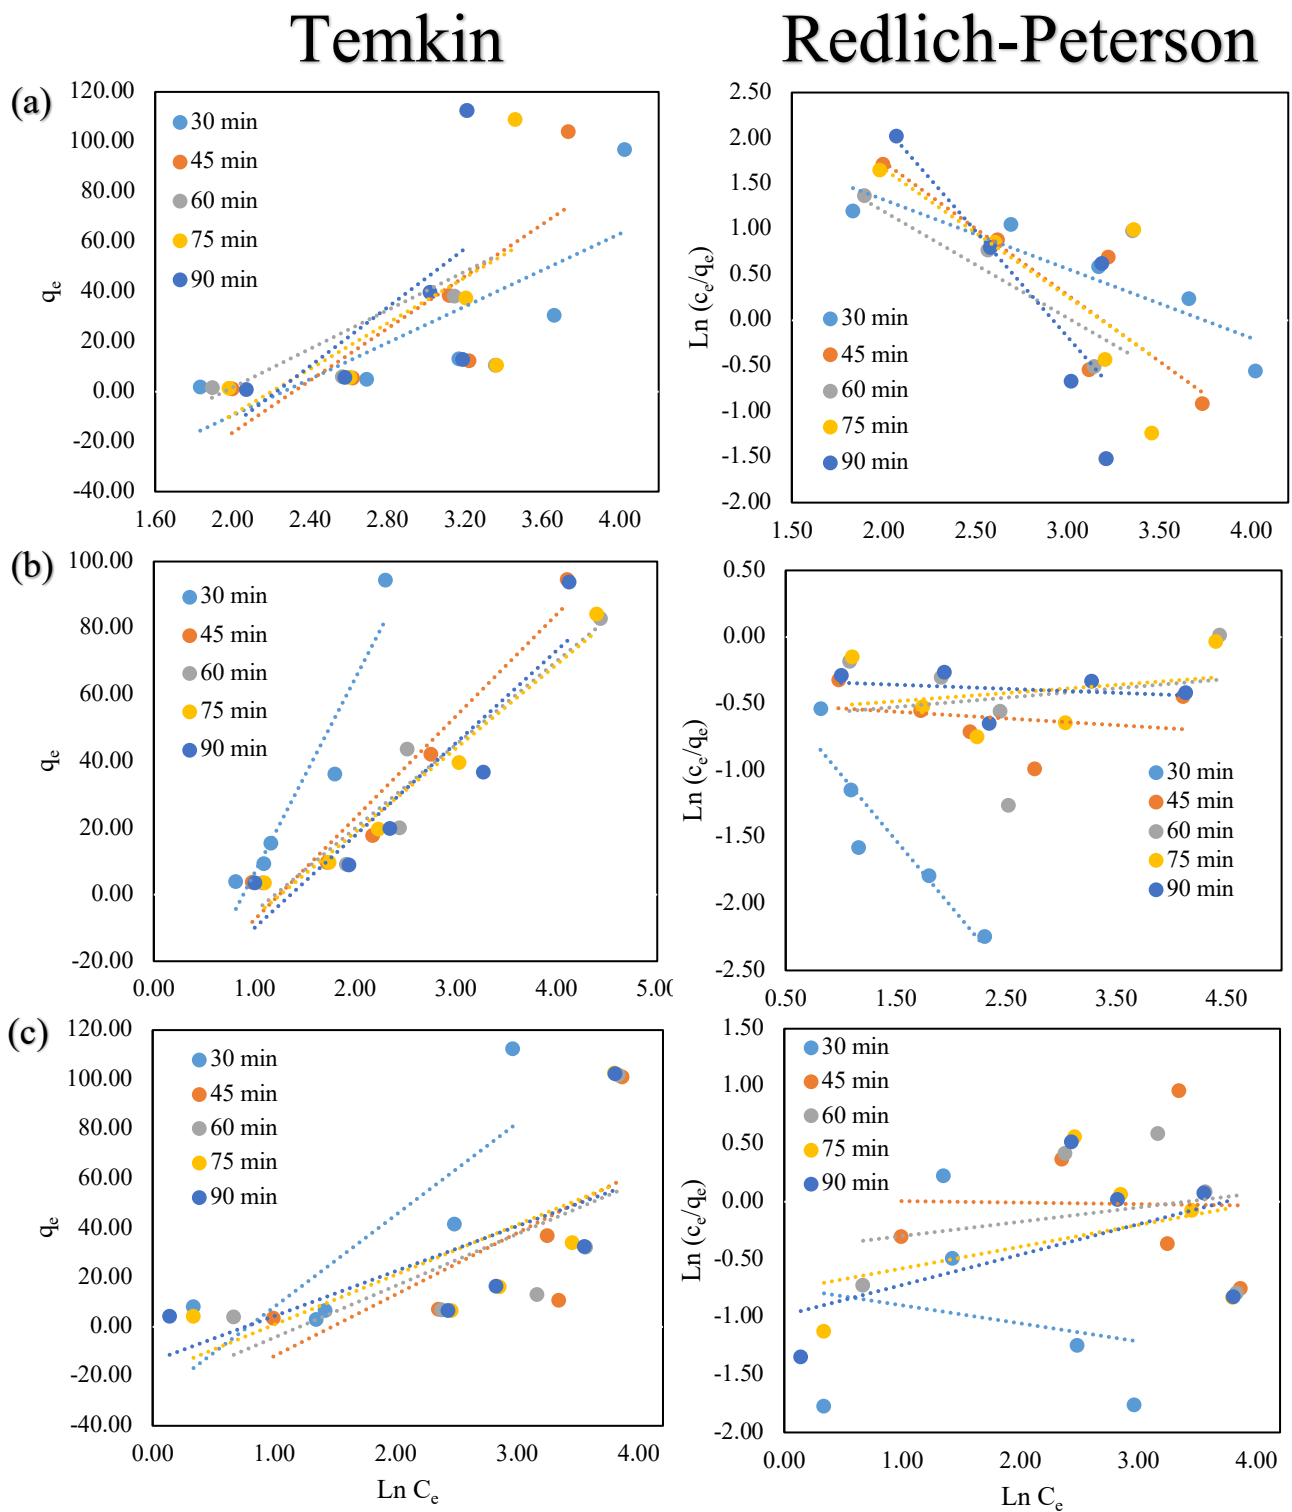 Temkin
Redlich-Peterson
(a)
120.00
100.00
80.00
60.00
40.00
20.00
0.00
-20.00
-40.00
qe
30 min
45 min
60 min
75 min
90 min
1.60 2.00 2.40 2.80 3.20 3.60 4.00
2.50
2.00
1.50
1.00
0.50
0.00
-0.50
-1.00
-1.50
-2.00
Ln (ce/qe)
30 min
45 min
60 min
75 min
90 min
1.50 2.00 2.50 3.00 3.50 4.00
(b)
100.00
80.00
60.00
40.00
20.00
0.00
-20.00
qe
30 min
45 min
60 min
75 min
90 min
0.00 1.00 2.00 3.00 4.00 5.00
0.50
0.00
-0.50
-1.00
-1.50
-2.00
-2.50
Ln (ce/qe)
30 min
45 min
60 min
75 min
90 min
0.50 1.50 2.50 3.50 4.50
(c)
120.00
100.00
80.00
60.00
40.00
20.00
0.00
-20.00
-40.00
qe
30 min
45 min
60 min
75 min
90 min
0.00 1.00 2.00 3.00 4.00
Ln Ce
1.50
1.00
0.50
0.00
-0.50
-1.00
-1.50
-2.00
Ln (ce/qe)
30 min
45 min
60 min
75 min
90 min
0.00 1.00 2.00 3.00 4.00
Ln Ce